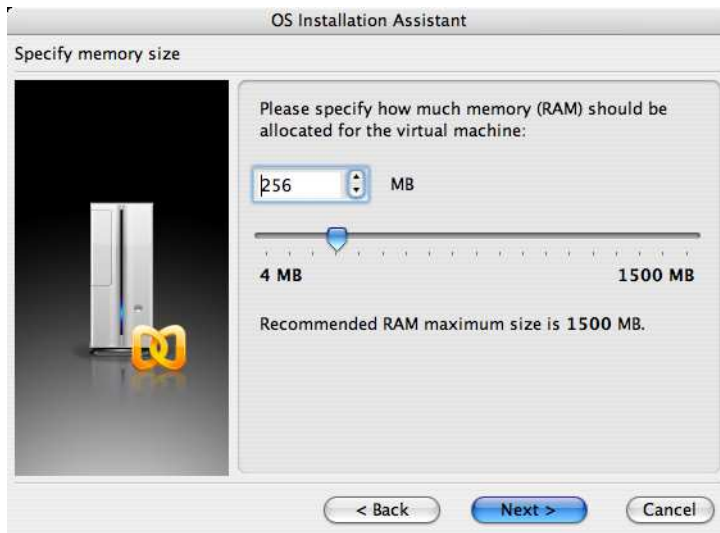 OS Installation Assistant
Specify memory size
Please specify how much memory (RAM) should be
allocated for the virtual machine:
256 MB
4 MB 1500 MB
Recommended RAM maximum size is 1500 MB.
< Back Next > Cancel